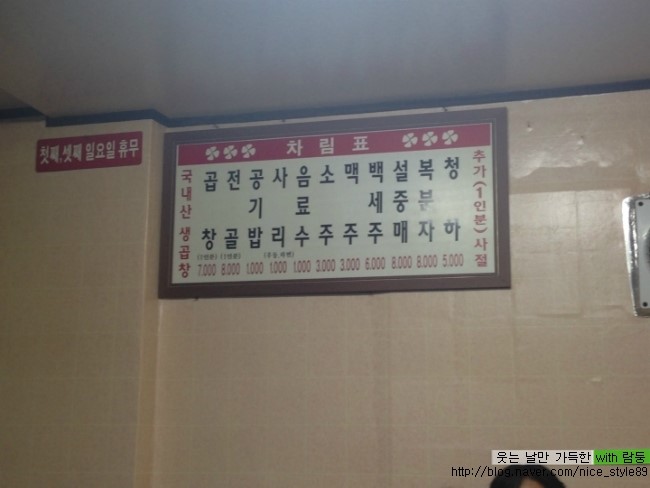 첫째, 셋째 일요일 휴무
차림표
국내산 생곱창
곱창 (1인분) 7.000
전골 (1인분) 8.000
공기밥 1.000
사리 (우동.라면) 1.000
음료수 1.000
소주 3.000
맥주 3.000
백세주 6.000
설중매 8.000
복분자 8.000
청하 5.000
추가(1인분)사절
웃는 날만 가득한 with 람둥
http://blog.naver.com/nice_style89